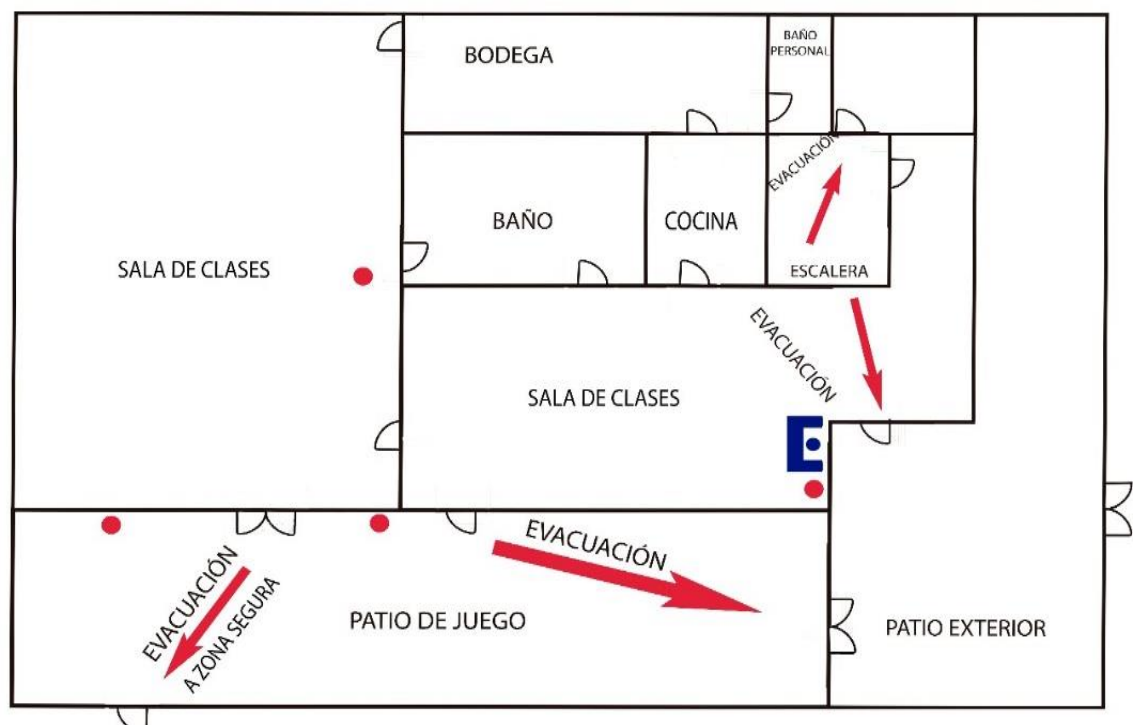 BODEGA
BAÑO
PERSONAL
EVACUACIÓN
BAÑO
COCINA
ESCALERA
SALA DE CLASES
EVACUACIÓN
SALA DE CLASES
E
EVACUACIÓN
EVACUACIÓN
A ZONA SEGURA
PATIO DE JUEGO
PATIO EXTERIOR